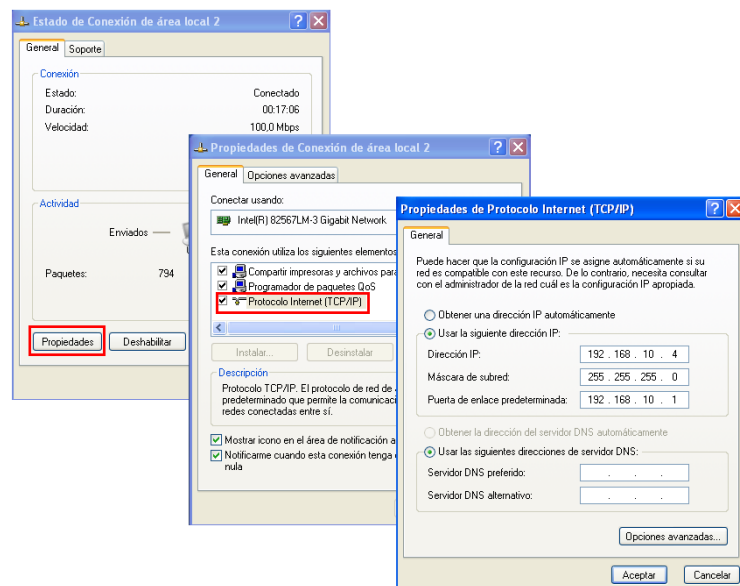 Estado de Conexión de área local 2
General Soporte
Conexión
Estado: Conectado
Duración: 00:17:06
Velocidad: 100,0 Mbps
Actividad
Enviados
Paquetes: 794
Propiedades Deshabilitar
Propiedades de Conexión de área local 2
General Opciones avanzadas
Conectar usando:
Intel(R) 82567LM-3 Gigabit Network
Esta conexión utiliza los siguientes elementos
Compartir impresoras y archivos para
Programador de paquetes QoS
Protocolo Internet (TCP/IP)
Instalar... Desinstalar
Descripción
Protocolo TCP/IP. El protocolo de red de
predeterminado que permite la comunicaci
redes conectadas entre sí.
Mostrar icono en el área de notificación a
Notificarme cuando esta conexión tenga
nula
Propiedades de Protocolo Internet (TCP/IP)
General
Puede hacer que la configuración IP se asigne automáticamente si su
red es compatible con este recurso. De lo contrario, necesita consultar
con el administrador de la red cuál es la configuración IP apropiada.
Obtener una dirección IP automáticamente
Usar la siguiente dirección IP:
Dirección IP: 192 . 168 . 10 . 4
Máscara de subred: 255 . 255 . 255 . 0
Puerta de enlace predeterminada: 192 . 168 . 10 . 1
Obtener la dirección del servidor DNS automáticamente
Usar las siguientes direcciones de servidor DNS:
Servidor DNS preferido: . . .
Servidor DNS alternativo: . . .
Opciones avanzadas...
Aceptar Cancelar